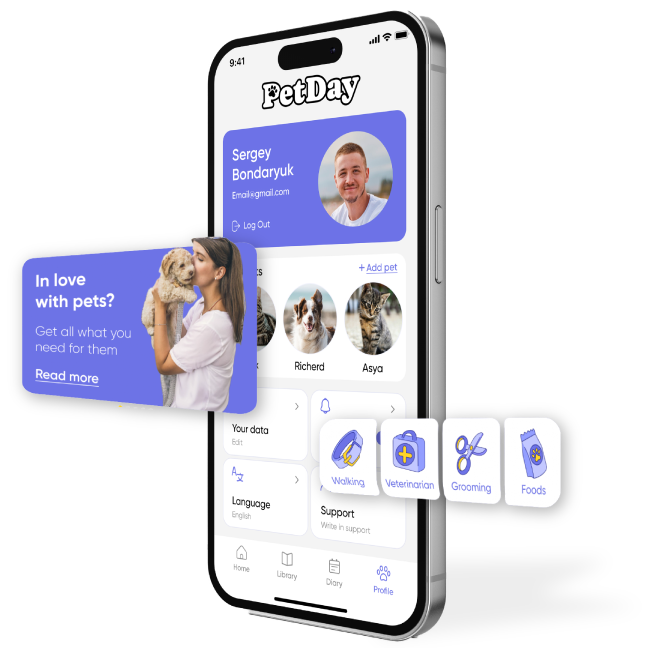 9:41
PetDay
Sergey
Bondaryuk
Email@gmail.com
Log Out
+ Add pet
In love
with pets?
Get all what you
need for them
Read more
Richerd
Asya
Your data
Edit
Walking
Veterinarian
Grooming
Foods
Language
English
Support
Write in support
Home
Library
Diary
Profile